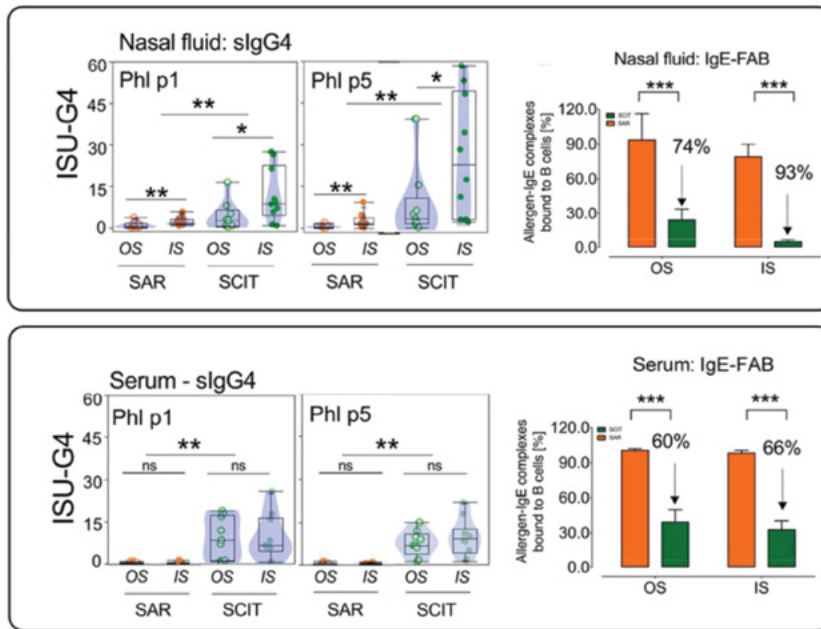 Nasal fluid: sIgG4
ISU-G4
60
45
30
15
0
Phl p1
**
*
**
OS IS OS IS
SAR SCIT
Phl p5
*
**
**
OS IS OS IS
SAR SCIT
Nasal fluid: IgE-FAB
Allergen-IgE complexes
bound to B cells [%]
120.0
90.0
60.0
30.0
0.0
SCIT
SAR
***
***
74%
93%
OS IS
Serum - sIgG4
ISU-G4
60
45
30
15
0
Phl p1
**
ns
ns
OS IS OS IS
SAR SCIT
Phl p5
**
ns
ns
OS IS OS IS
SAR SCIT
Serum: IgE-FAB
Allergen-IgE complexes
bound to B cells [%]
120.0
90.0
60.0
30.0
0.0
SCIT
SAR
***
***
60%
66%
OS IS